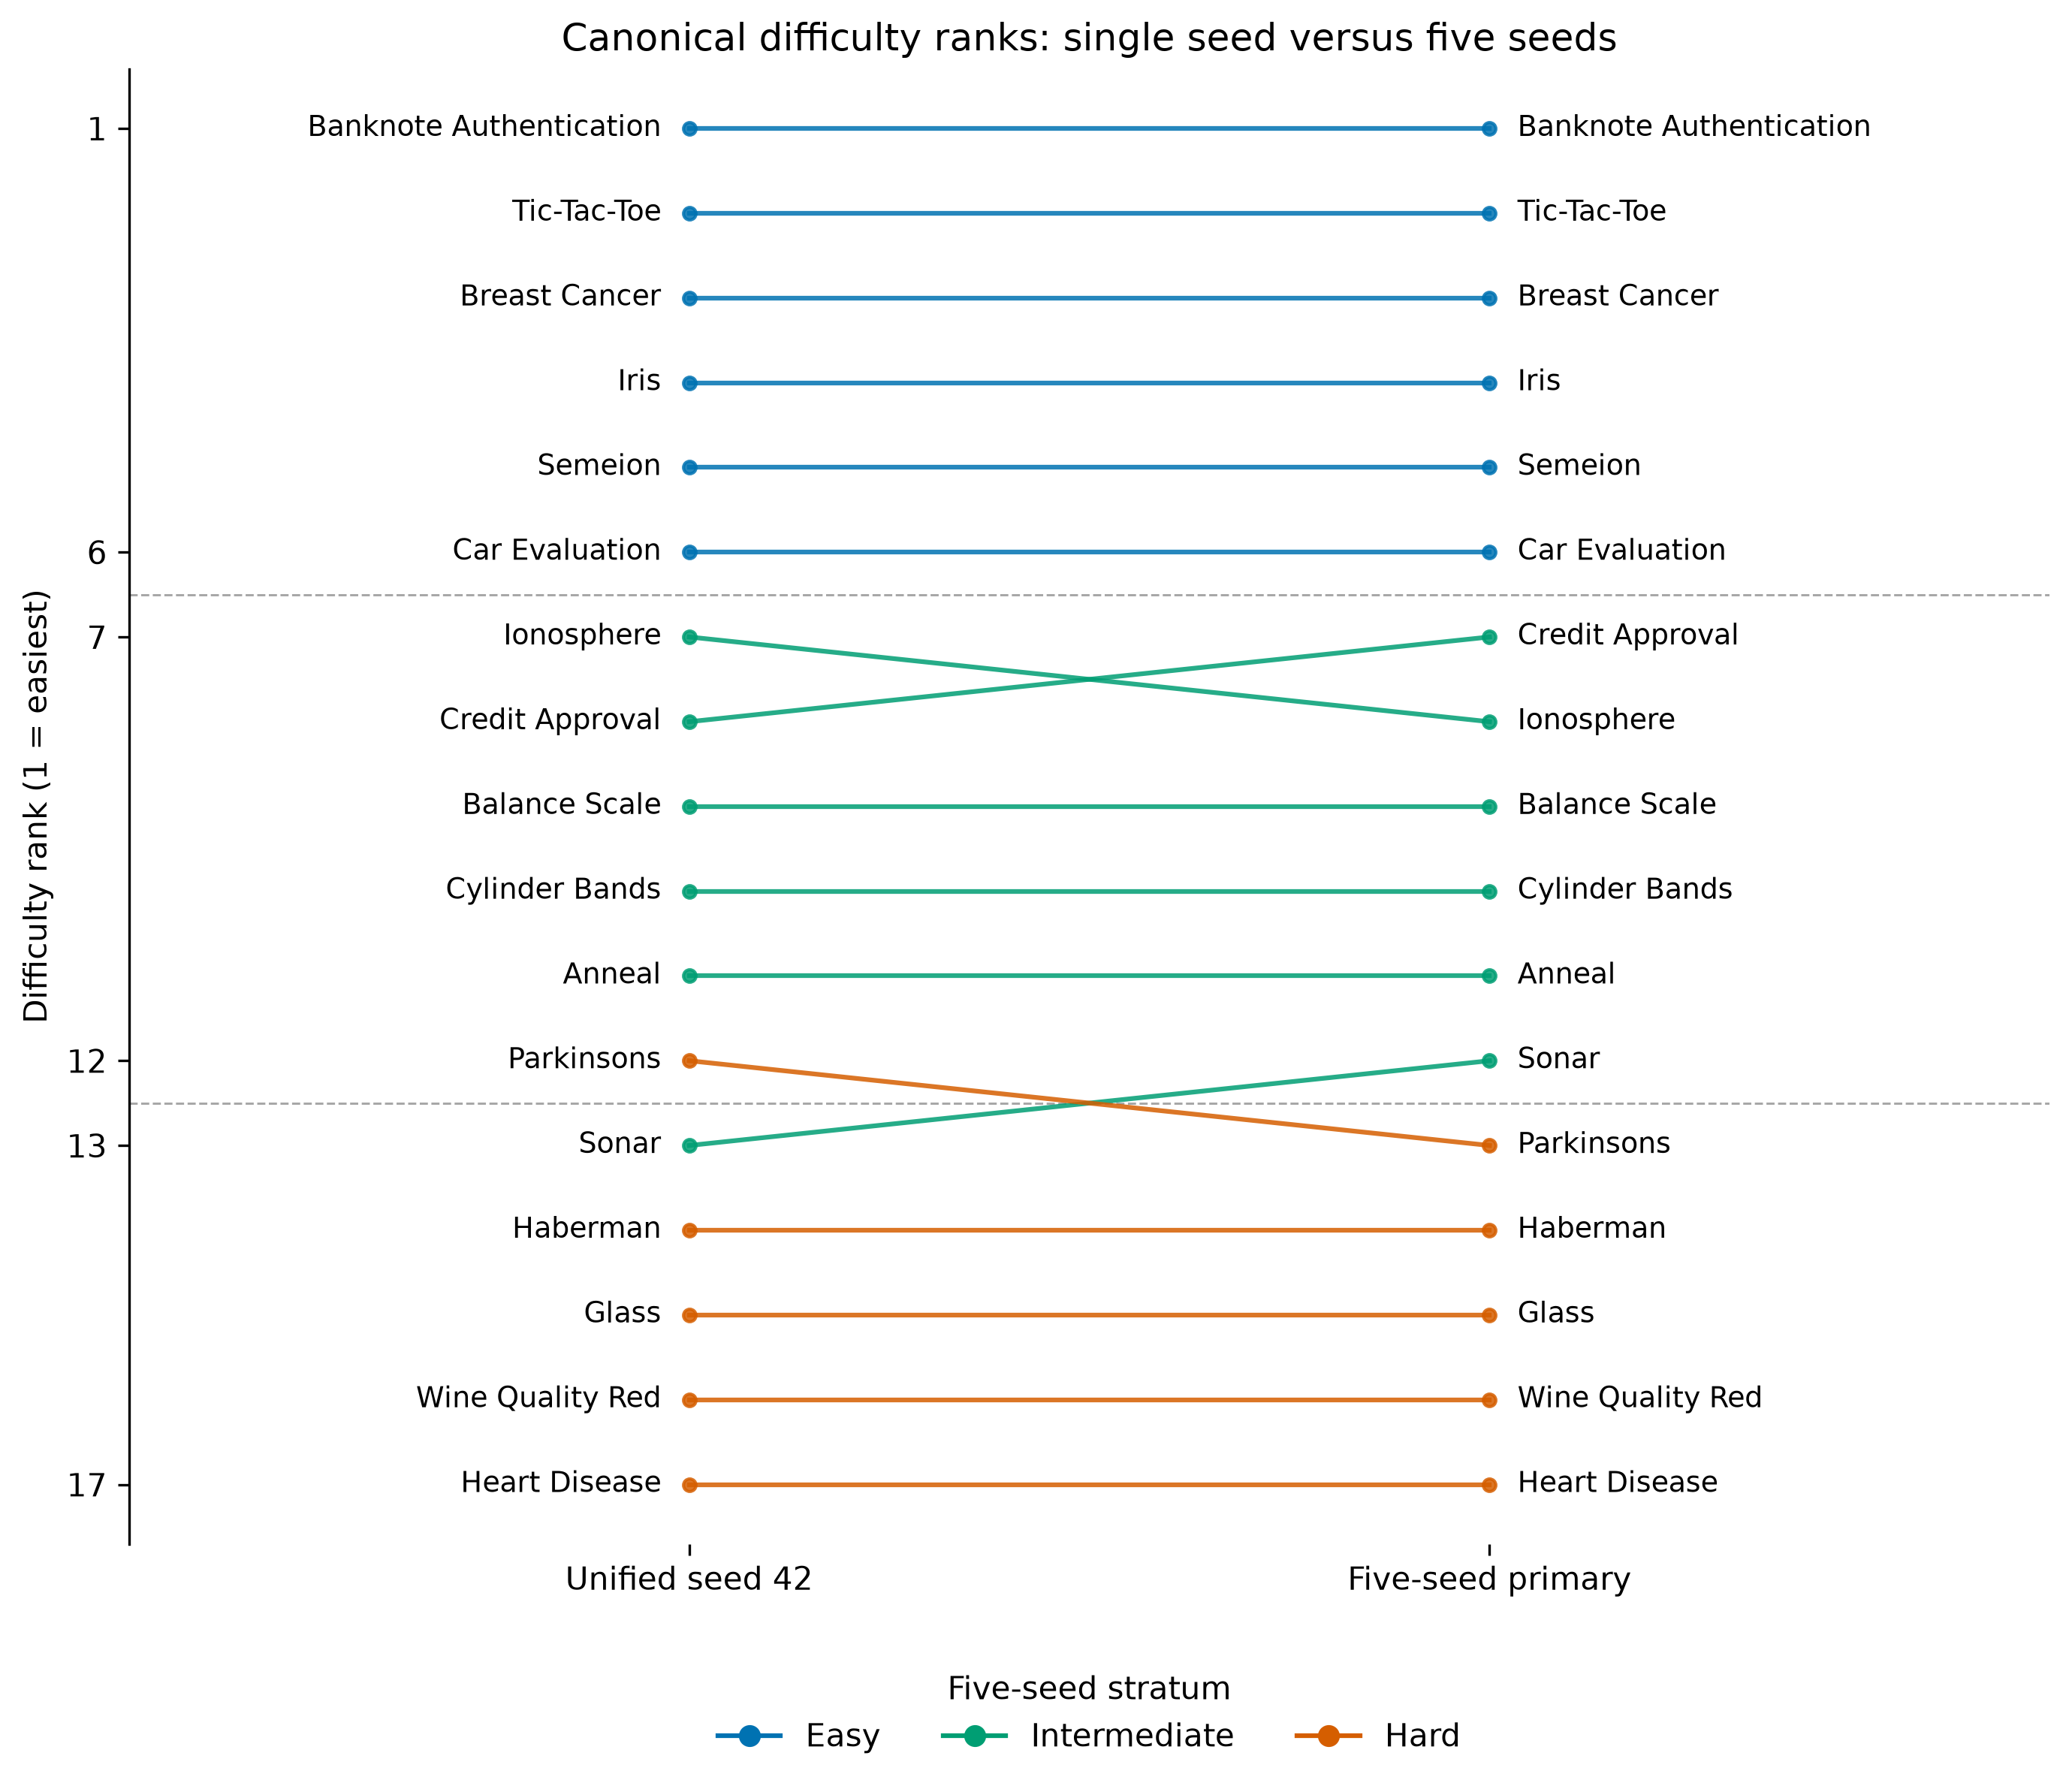 Canonical difficulty ranks: single seed versus five seeds
Difficulty rank (1 = easiest)
1 Banknote Authentication Banknote Authentication
Tic-Tac-Toe Tic-Tac-Toe
Breast Cancer Breast Cancer
Iris Iris
Semeion Semeion
6 Car Evaluation Car Evaluation
7 Ionosphere Credit Approval
Credit Approval Ionosphere
Balance Scale Balance Scale
Cylinder Bands Cylinder Bands
Anneal Anneal
12 Parkinsons Sonar
13 Sonar Parkinsons
Haberman Haberman
Glass Glass
Wine Quality Red Wine Quality Red
17 Heart Disease Heart Disease
Unified seed 42 Five-seed primary
Five-seed stratum
Easy Intermediate Hard